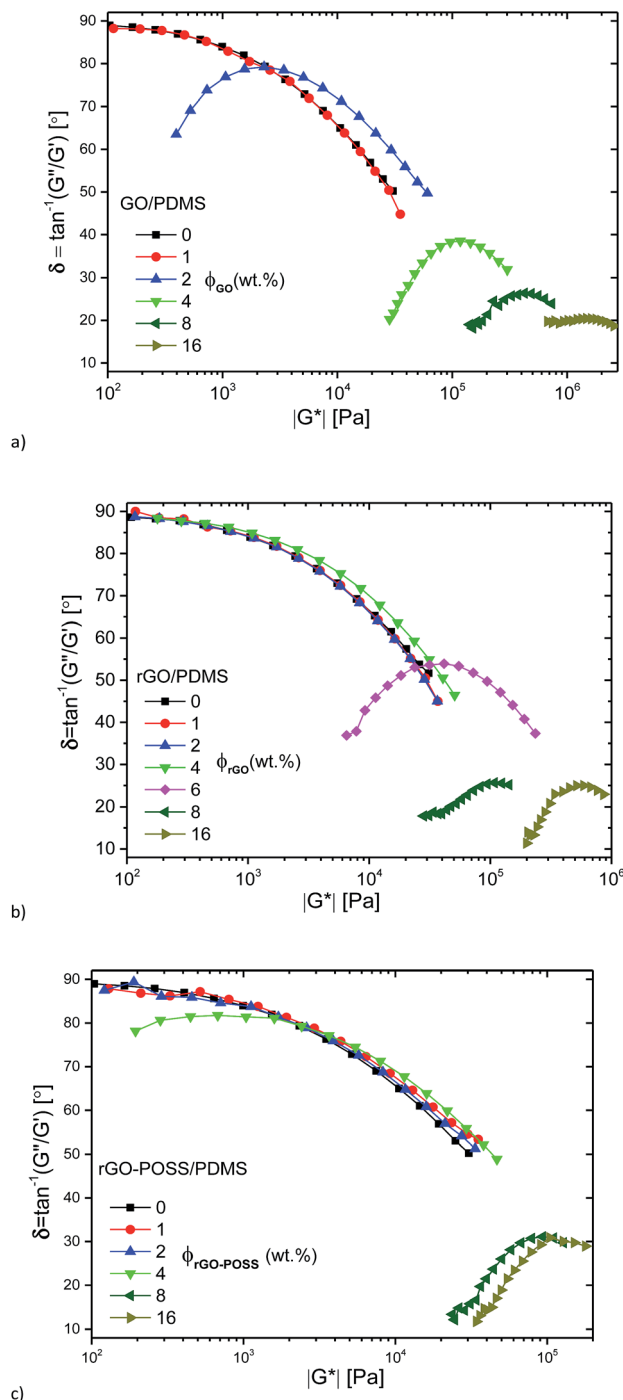 90
80
70
60
50
40
30
20
10
δ = tan⁻¹(G''/G') [°]
GO/PDMS
0
1
2 ϕGO(wt.%)
4
8
16
10² 10³ 10⁴ 10⁵ 10⁶
|G*| [Pa]
a)
90
80
70
60
50
40
30
20
10
δ=tan⁻¹(G''/G') [°]
rGO/PDMS
0
1
2
4 ϕrGO(wt.%)
6
8
16
10² 10³ 10⁴ 10⁵ 10⁶
|G*| [Pa]
b)
90
80
70
60
50
40
30
20
10
δ=tan⁻¹(G''/G') [°]
rGO-POSS/PDMS
0
1
2 ϕrGO-POSS (wt.%)
4
8
16
10² 10³ 10⁴ 10⁵
|G*| [Pa]
c)